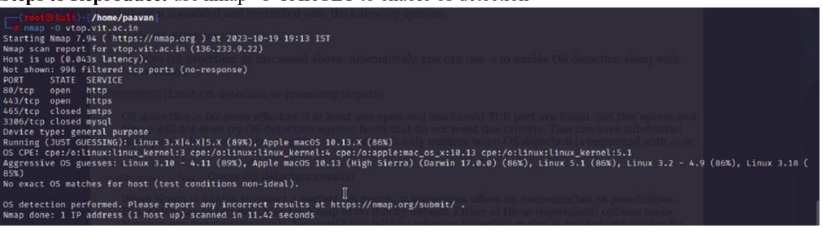 ┌──(root㉿kali)-[/home/paavan]
└─# nmap -O vtop.vit.ac.in
Starting Nmap 7.94 ( https://nmap.org ) at 2023-10-19 19:13 IST
Nmap scan report for vtop.vit.ac.in (136.233.9.22)
Host is up (0.043s latency).
Not shown: 996 filtered tcp ports (no-response)
PORT     STATE  SERVICE
80/tcp   open   http
443/tcp  open   https
465/tcp  closed smtps
3306/tcp closed mysql
Device type: general purpose
Running (JUST GUESSING): Linux 3.X|4.X|5.X (89%), Apple macOS 10.13.X (86%)
OS CPE: cpe:/o:linux:linux_kernel:3 cpe:/o:linux:linux_kernel:4 cpe:/o:apple:mac_os_x:10.13 cpe:/o:linux:linux_kernel:5.1
Aggressive OS guesses: Linux 3.10 - 4.11 (89%), Apple macOS 10.13 (High Sierra) (Darwin 17.0.0) (86%), Linux 5.1 (86%), Linux 3.2 - 4.9 (86%), Linux 3.18 (
85%)
No exact OS matches for host (test conditions non-ideal).
OS detection performed. Please report any incorrect results at https://nmap.org/submit/ .
Nmap done: 1 IP address (1 host up) scanned in 11.42 seconds